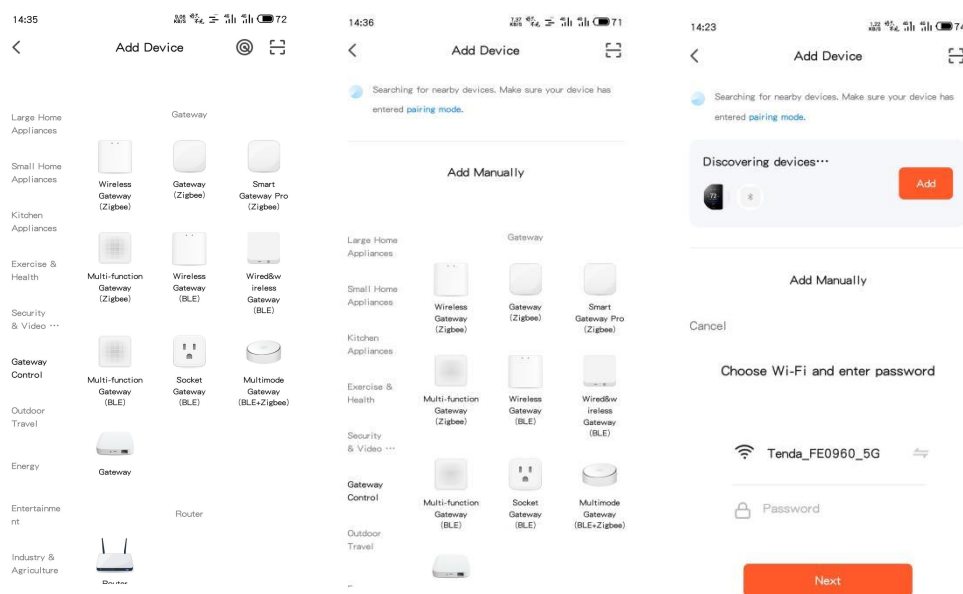 14:35
72
Add Device
Large Home
Appliances
Small Home
Appliances
Kitchen
Appliances
Exercise &
Health
Security
& Video ···
Gateway
Control
Outdoor
Travel
Energy
Entertainme
nt
Industry &
Agriculture
Gateway
Wireless
Gateway
(Zigbee)
Gateway
(Zigbee)
Smart
Gateway Pro
(Zigbee)
Multi-function
Gateway
(Zigbee)
Wireless
Gateway
(BLE)
Wired&w
ireless
Gateway
(BLE)
Multi-function
Gateway
(BLE)
Socket
Gateway
(BLE)
Multimode
Gateway
(BLE+Zigbee)
Gateway
Router
Router
14:36
71
Add Device
Searching for nearby devices. Make sure your device has
entered pairing mode.
Add Manually
Large Home
Appliances
Small Home
Appliances
Kitchen
Appliances
Exercise &
Health
Security
& Video ···
Gateway
Control
Outdoor
Travel
Gateway
Wireless
Gateway
(Zigbee)
Gateway
(Zigbee)
Smart
Gateway Pro
(Zigbee)
Multi-function
Gateway
(Zigbee)
Wireless
Gateway
(BLE)
Wired&w
ireless
Gateway
(BLE)
Multi-function
Gateway
(BLE)
Socket
Gateway
(BLE)
Multimode
Gateway
(BLE+Zigbee)
14:23
74
Add Device
Searching for nearby devices. Make sure your device has
entered pairing mode.
Discovering devices···
72
Add
Add Manually
Cancel
Choose Wi-Fi and enter password
Tenda_FE0960_5G
Password
Next